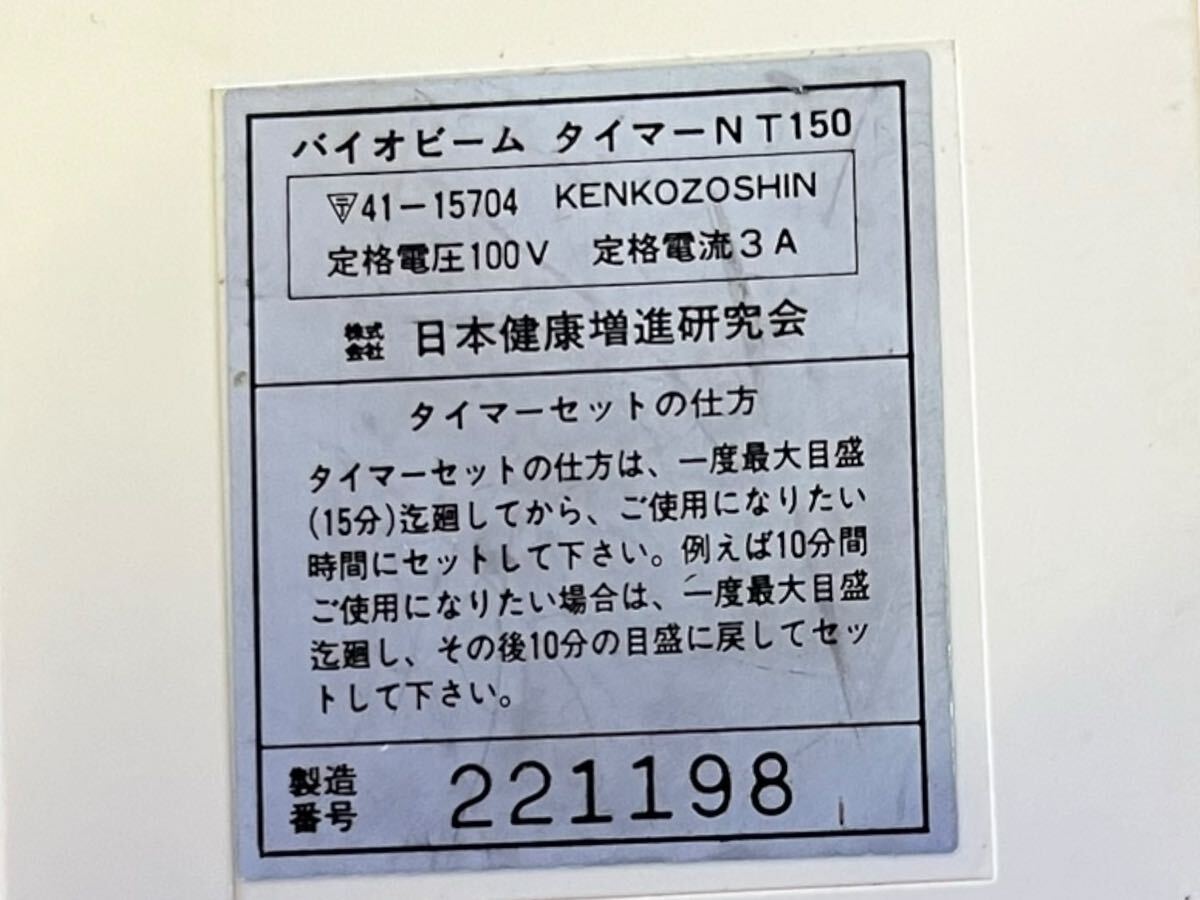 バイオビーム タイマーNT150
〒41-15704 KENKOZOSHIN
定格電圧100V 定格電流3A
株式会社 日本健康増進研究会
タイマーセットの仕方
タイマーセットの仕方は、一度最大目盛
(15分)迄廻してから、ご使用になりたい
時間にセットして下さい。例えば10分間
ご使用になりたい場合は、一度最大目盛
迄廻し、その後10分の目盛に戻してセッ
トして下さい。
製造番号 221198